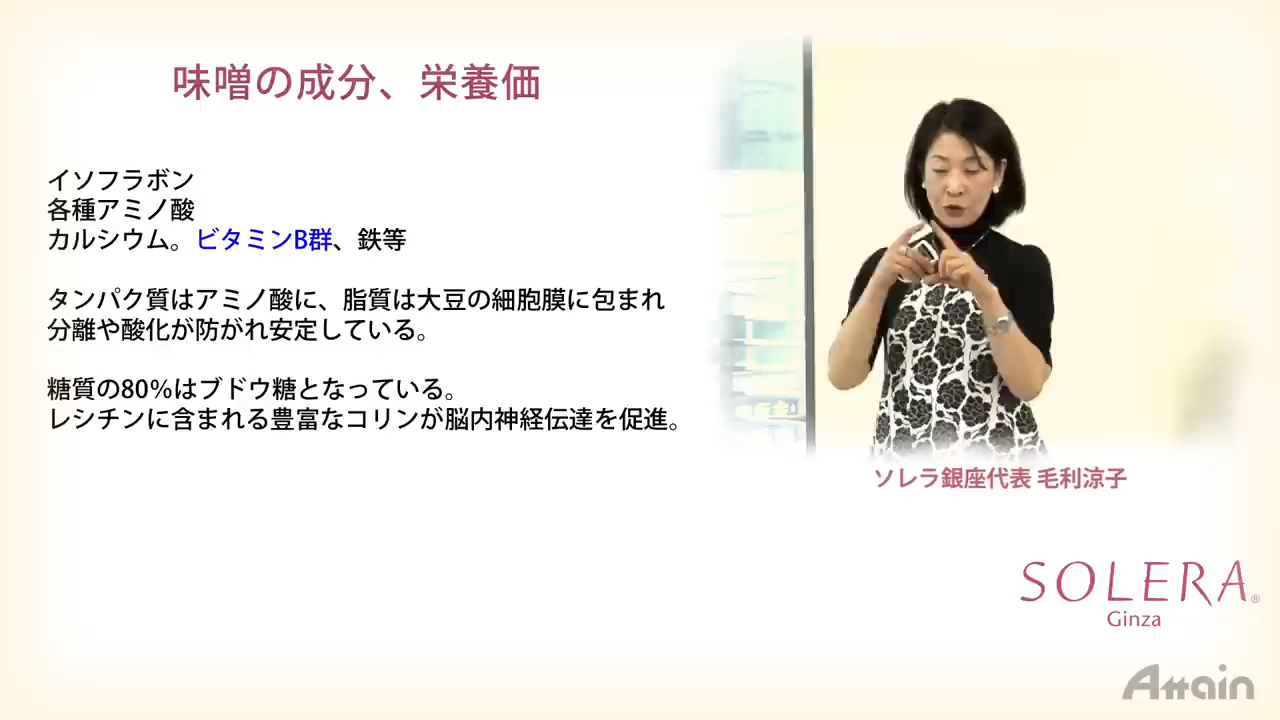 味噌の成分、栄養価
イソフラボン
各種アミノ酸
カルシウム。ビタミンB群、鉄等
タンパク質はアミノ酸に、脂質は大豆の細胞膜に包まれ
分離や酸化が防がれ安定している。
糖質の80%はブドウ糖となっている。
レシチンに含まれる豊富なコリンが脳内神経伝達を促進。
ソレラ銀座代表 毛利涼子
SOLERA®
Ginza
Attain